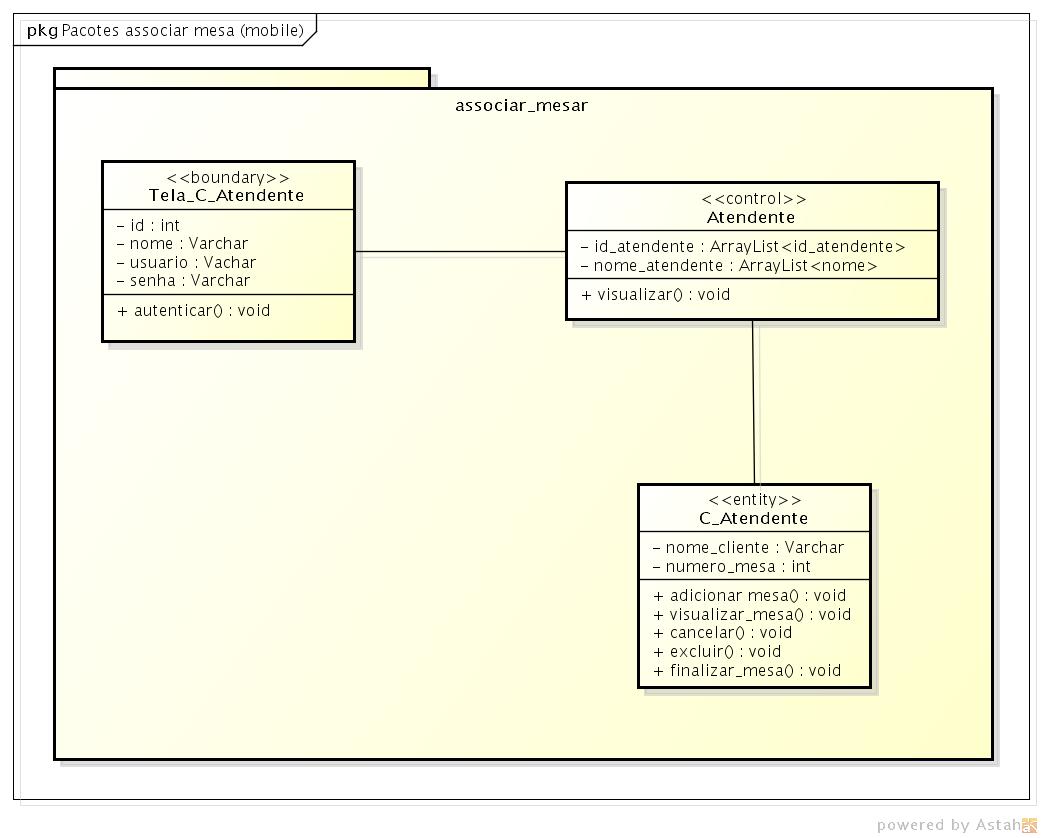 pkg Pacotes associar mesa (mobile)
associar_mesar
<<boundary>>
Tela_C_Atendente
- id : int
- nome : Varchar
- usuario : Vachar
- senha : Varchar
+ autenticar() : void
<<control>>
Atendente
- id_atendente : ArrayList<id_atendente>
- nome_atendente : ArrayList<nome>
+ visualizar() : void
<<entity>>
C_Atendente
- nome_cliente : Varchar
- numero_mesa : int
+ adicionar mesa() : void
+ visualizar_mesa() : void
+ cancelar() : void
+ excluir() : void
+ finalizar_mesa() : void
powered by Astah